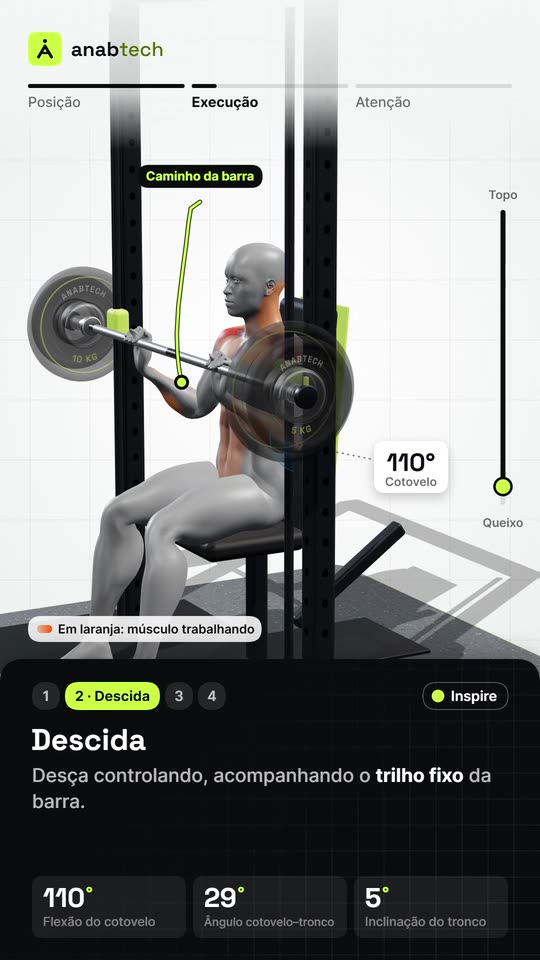 anabtech
Posição
Execução
Atenção
Caminho da barra
Topo
ANABTECH
10 KG
ANABTECH
5 KG
110°
Cotovelo
Queixo
Em laranja: músculo trabalhando
1
2 · Descida
3
4
Inspire
Descida
Desça controlando, acompanhando o trilho fixo da
barra.
110°
29°
5°
Flexão do cotovelo
Ângulo cotovelo–tronco
Inclinação do tronco